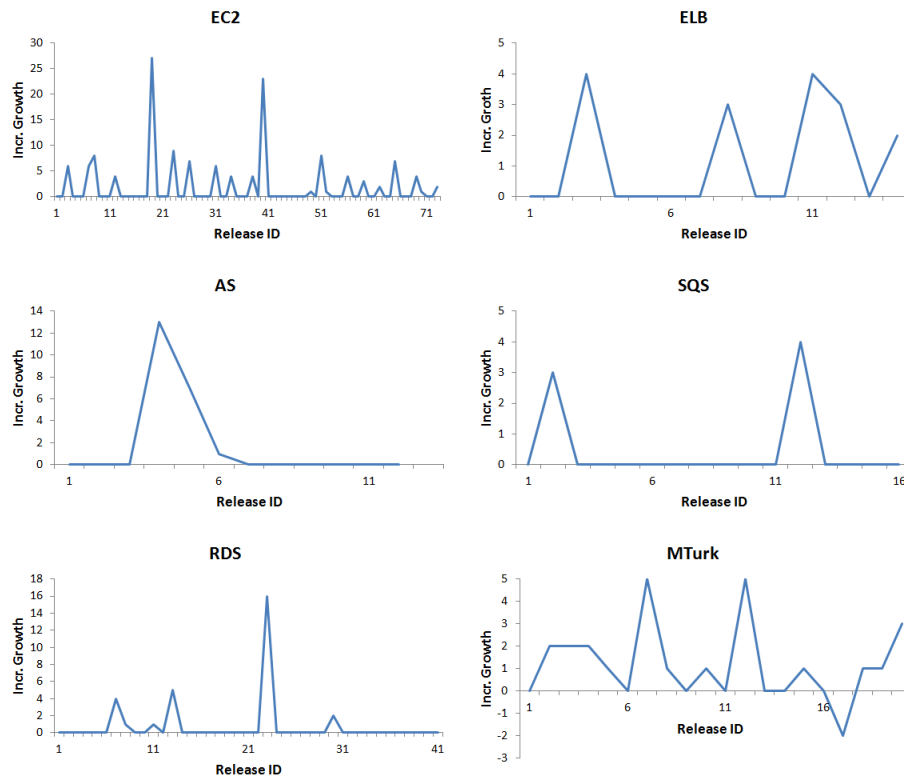 EC2
Incr. Growth
30
25
20
15
10
5
0
1 11 21 31 41 51 61 71
Release ID
ELB
Incr. Groth
5
4
3
2
1
0
1 6 11
Release ID
AS
Incr. Growth
14
12
10
8
6
4
2
0
1 6 11
Release ID
SQS
Incr. Growth
5
4
3
2
1
0
1 6 11 16
Release ID
RDS
Incr. Growth
18
16
14
12
10
8
6
4
2
0
1 11 21 31 41
Release ID
MTurk
Incr. Growth
5
4
3
2
1
0
-1
-2
-3
1 6 11 16
Release ID